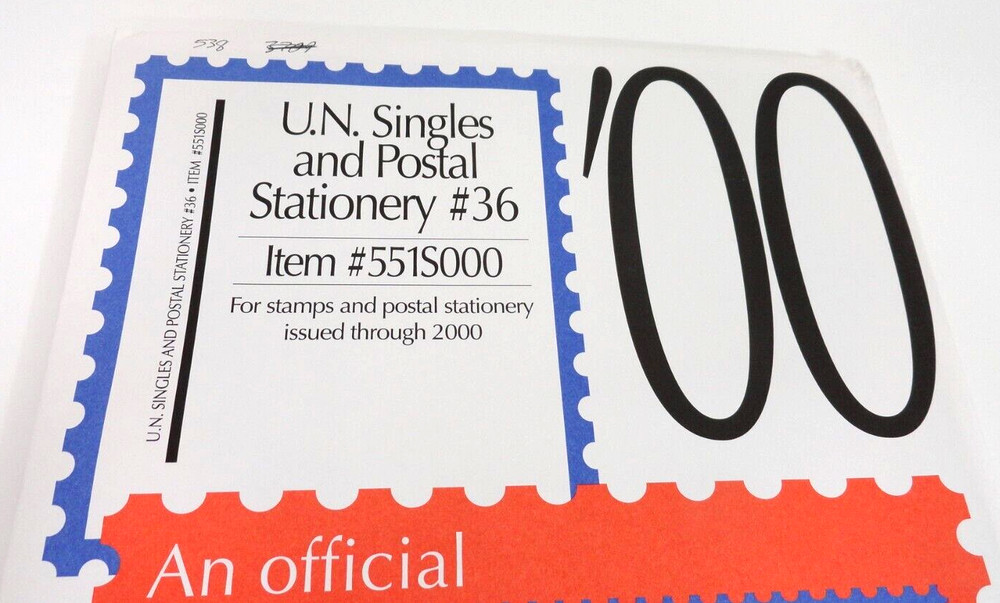 538
'00
U.N. Singles
and Postal
Stationery #36
Item #551S000
For stamps and postal stationery
issued through 2000
U.N. SINGLES AND POSTAL STATIONERY #36 • ITEM #551S000
An official